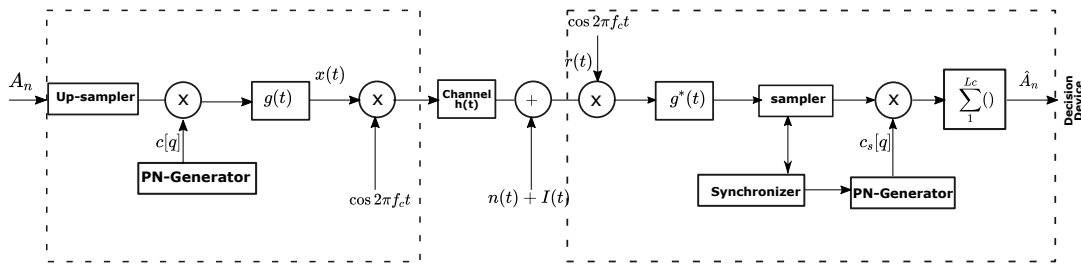 A_n
Up-sampler
X
c[q]
PN-Generator
g(t)
x(t)
X
cos 2πf_ct
Channel
h(t)
+
n(t) + I(t)
cos 2πf_ct
r(t)
X
g*(t)
sampler
Synchronizer
X
c_s[q]
PN-Generator
Lc
∑()
1
Â_n
Decision
Device